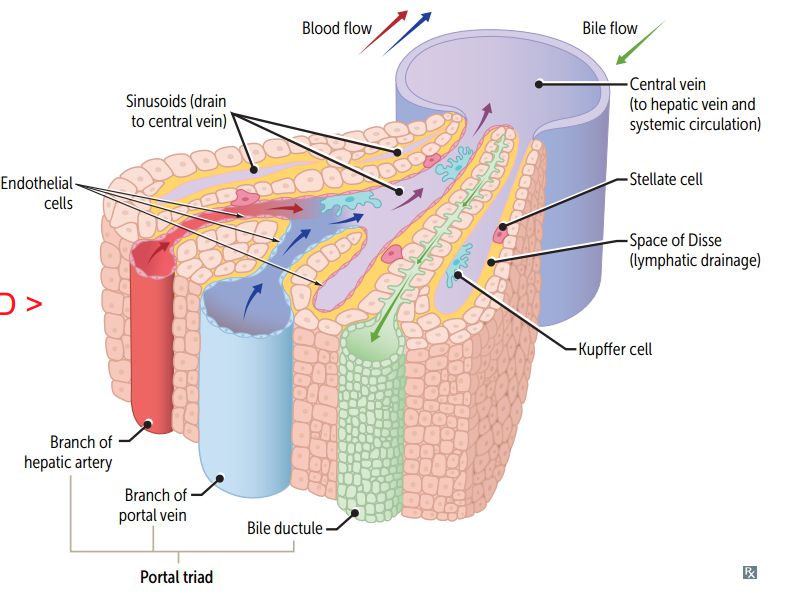 Blood flow
Bile flow
Sinusoids (drain
to central vein)
Central vein
(to hepatic vein and
systemic circulation)
Endothelial
cells
Stellate cell
Space of Disse
(lymphatic drainage)
D >
Kupffer cell
Branch of
hepatic artery
Branch of
portal vein
Bile ductule
Portal triad
Rx